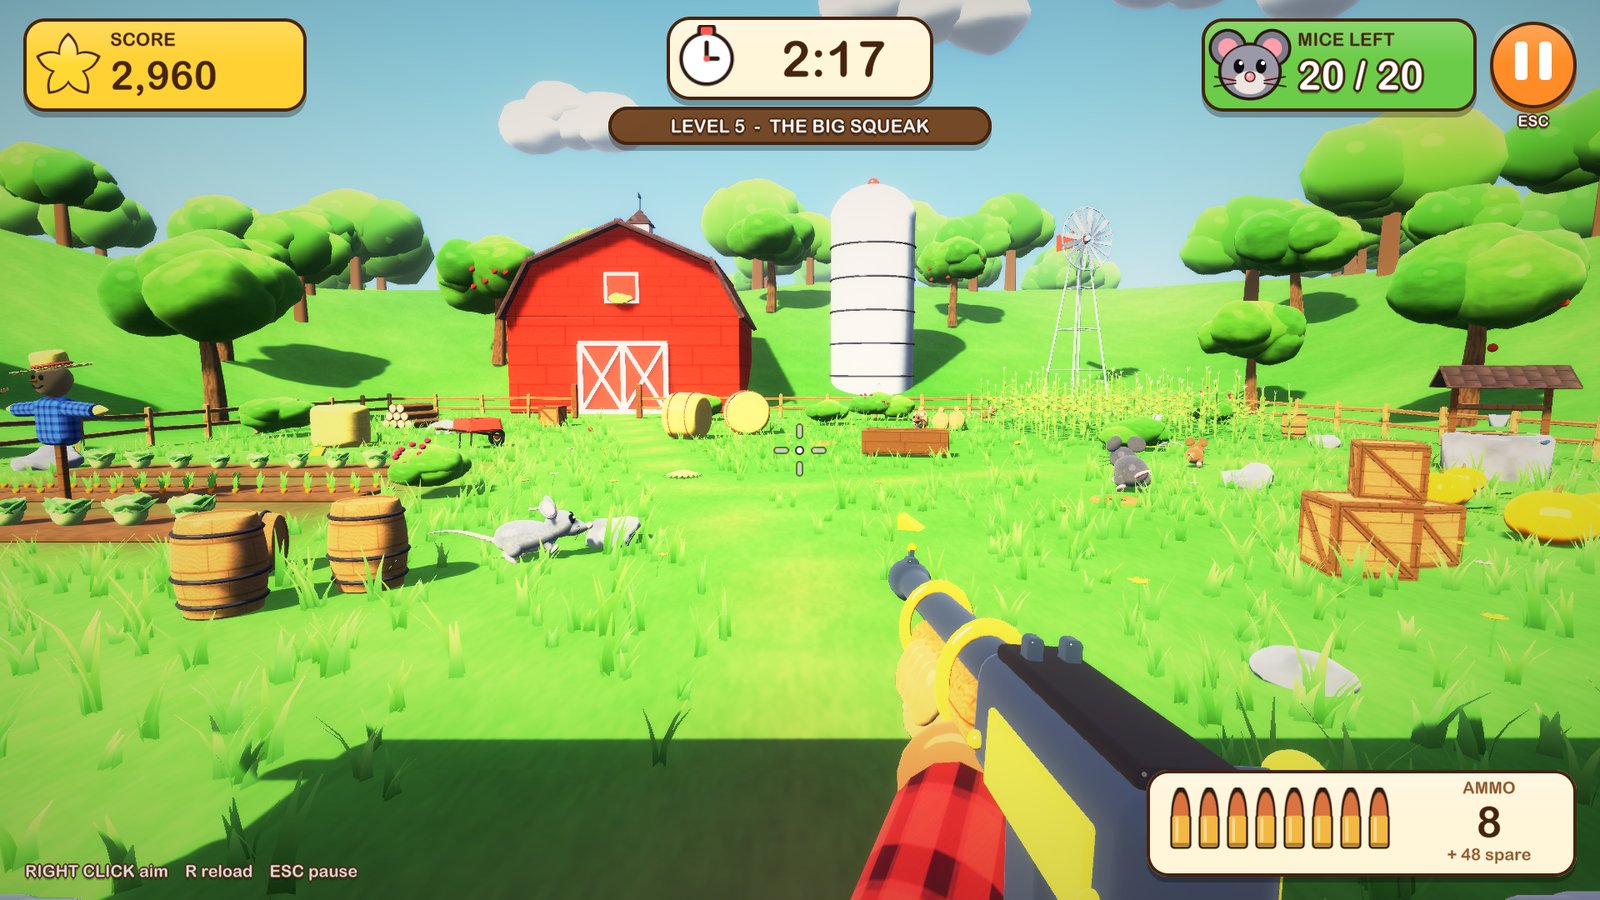 SCORE
2,960
2:17
LEVEL 5 - THE BIG SQUEAK
MICE LEFT
20 / 20
ESC
AMMO
8
+ 48 spare
RIGHT CLICK aim R reload ESC pause